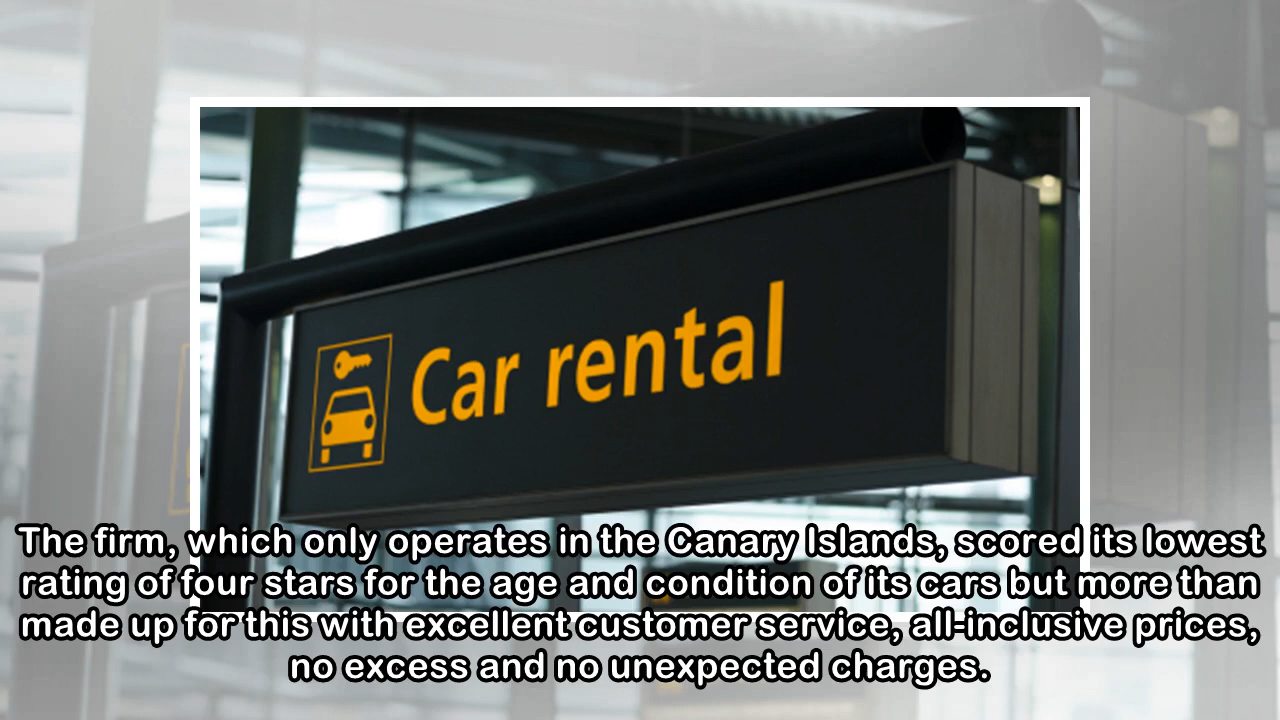 Car rental
The firm, which only operates in the Canary Islands, scored its lowest
rating of four stars for the age and condition of its cars but more than
made up for this with excellent customer service, all-inclusive prices,
no excess and no unexpected charges.